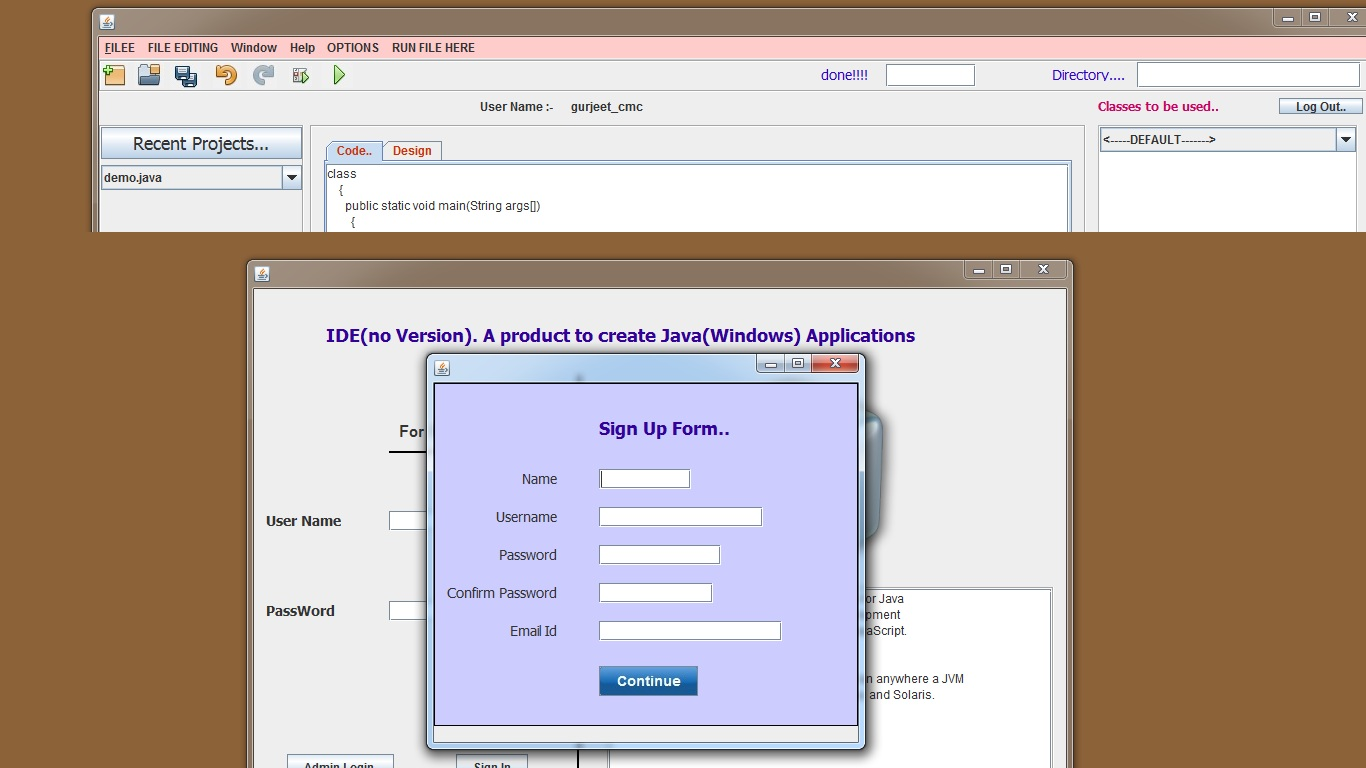 FILEE FILE EDITING Window Help OPTIONS RUN FILE HERE
done!!!! Directory....
User Name :- gurjeet_cmc
Classes to be used..
Log Out..
Recent Projects...
demo.java
Code.. Design
class
{
public static void main(String args[])
{
<-----DEFAULT------->
IDE(no Version). A product to create Java(Windows) Applications
For
User Name
PassWord
Admin Login
Sign In
Sign Up Form..
Name
Username
Password
Confirm Password
Email Id
Continue
or Java
pment
aScript.
n anywhere a JVM
and Solaris.